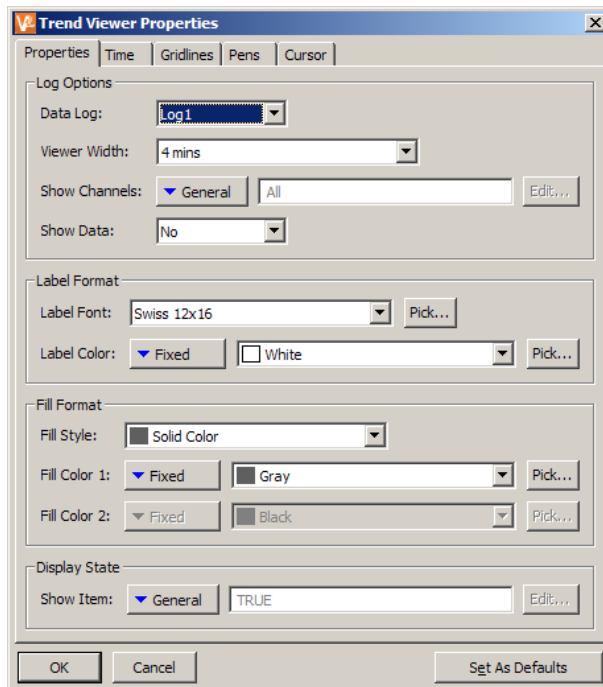 Trend Viewer Properties
Properties Time Gridlines Pens Cursor
Log Options
Data Log: Log1
Viewer Width: 4 mins
Show Channels: General All Edit...
Show Data: No
Label Format
Label Font: Swiss 12x16 Pick...
Label Color: Fixed White Pick...
Fill Format
Fill Style: Solid Color
Fill Color 1: Fixed Gray Pick...
Fill Color 2: Fixed Black Pick...
Display State
Show Item: General TRUE Edit...
OK Cancel Set As Defaults